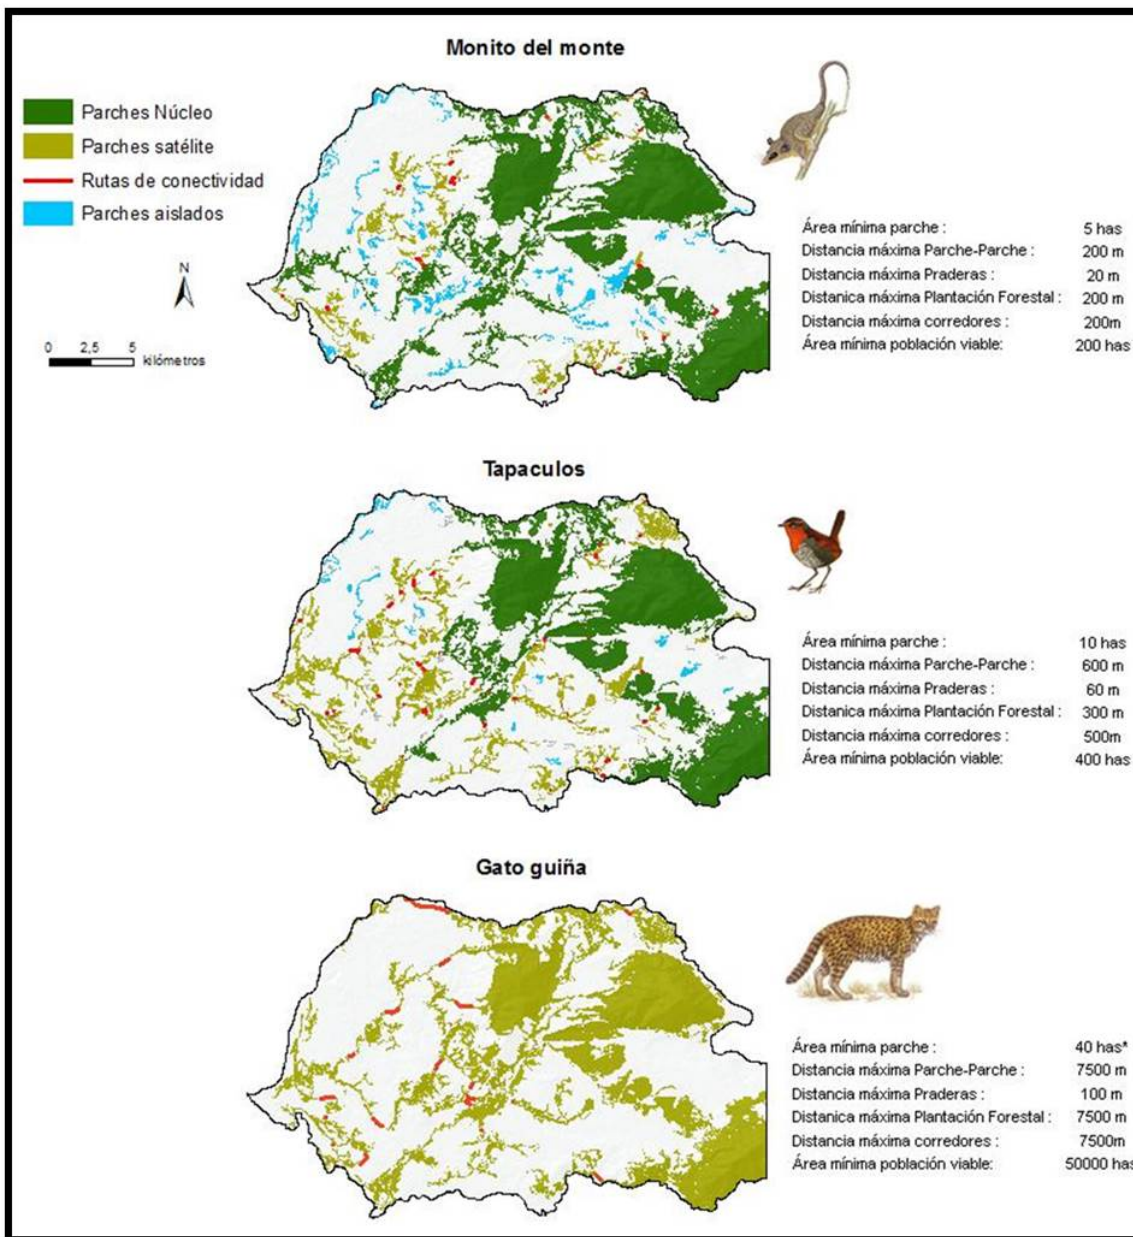 Monito del monte
Parches Núcleo
Parches satélite
Rutas de conectividad
Parches aislados
N
0 2,5 5
kilómetros
Área mínima parche : 5 has
Distancia máxima Parche-Parche : 200 m
Distancia máxima Praderas : 20 m
Distanica máxima Plantación Forestal : 200 m
Distancia máxima corredores : 200m
Área mínima población viable: 200 has
Tapaculos
Área mínima parche : 10 has
Distancia máxima Parche-Parche : 600 m
Distancia máxima Praderas : 60 m
Distanica máxima Plantación Forestal : 300 m
Distancia máxima corredores : 500m
Área mínima población viable: 400 has
Gato guiña
Área mínima parche : 40 has*
Distancia máxima Parche-Parche : 7500 m
Distancia máxima Praderas : 100 m
Distanica máxima Plantación Forestal : 7500 m
Distancia máxima corredores : 7500m
Área mínima población viable: 50000 has